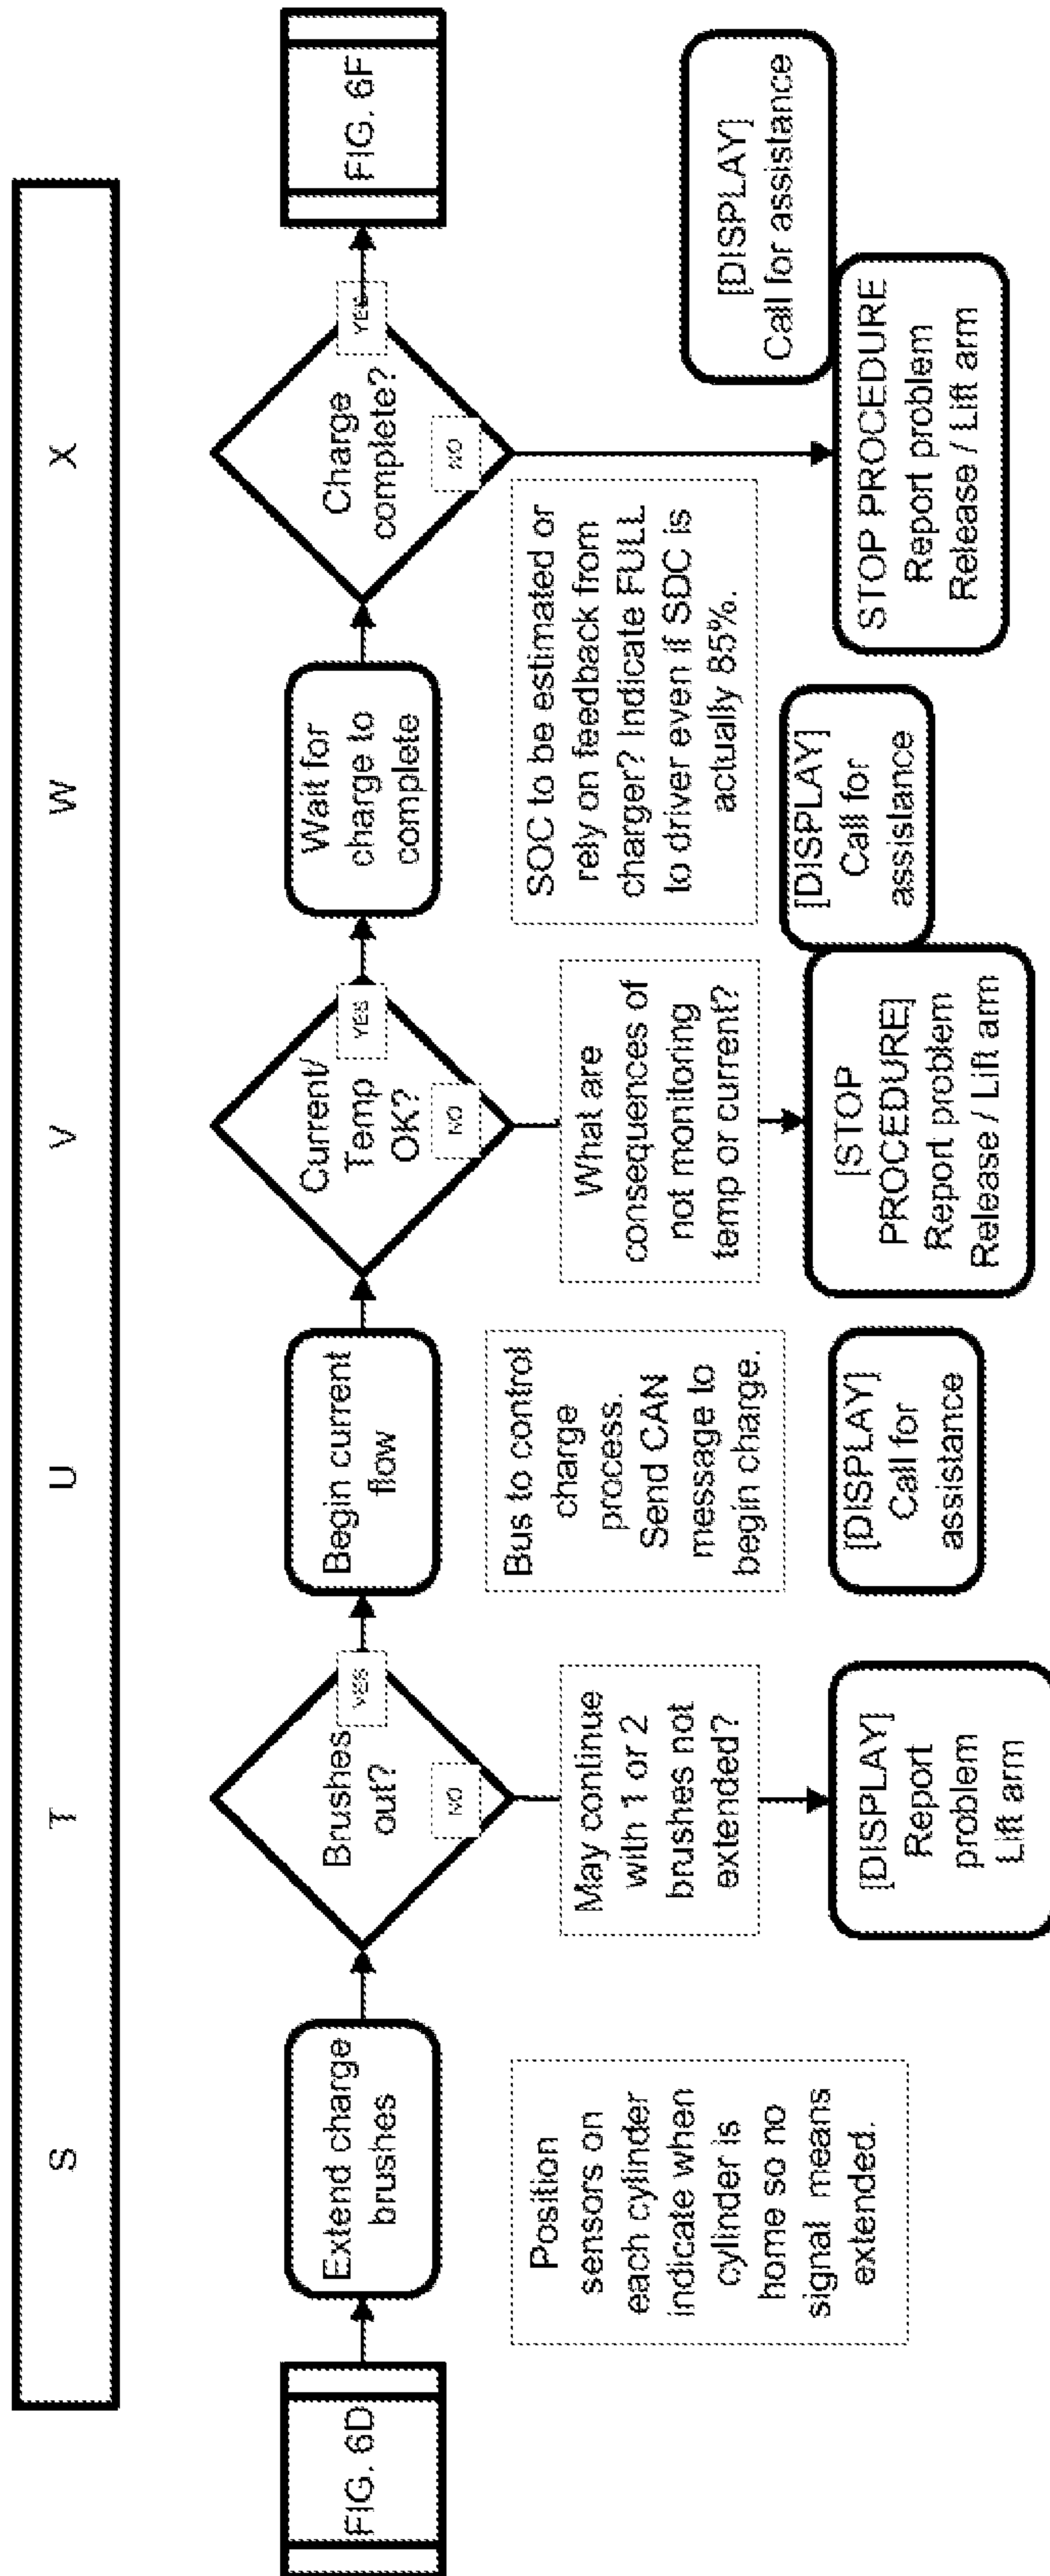 S T U V W X
FIG. 6D
Extend charge
brushes
Brushes
out?
YES
NO
Begin current
flow
Current/
Temp
OK?
YES
NO
Wait for
charge to
complete
Charge
complete?
YES
NO
FIG. 6F
Position
sensors on
each cylinder
indicate when
cylinder is
home so no
signal means
extended.
May continue
with 1 or 2
brushes not
extended?
[DISPLAY]
Report
problem
Lift arm
Bus to control
charge
process.
Send CAN
message to
begin charge.
[DISPLAY]
Call for
assistance
What are
consequences of
not monitoring
temp or current?
[STOP
PROCEDURE]
Report problem
Release / Lift arm
[DISPLAY]
Call for
assistance
SOC to be estimated or
rely on feedback from
charger? Indicate FULL
to driver even if SOC is
actually 85%.
STOP PROCEDURE
Report problem
Release / Lift arm
[DISPLAY]
Call for assistance